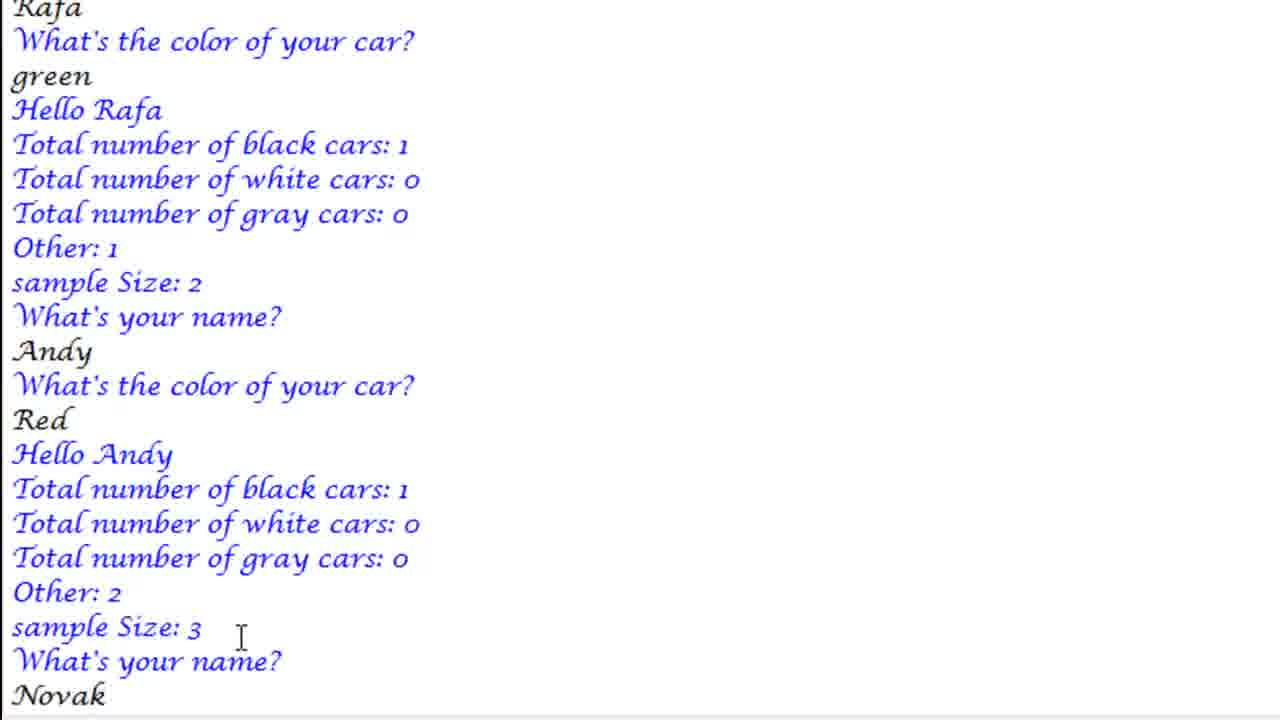 Rafa
What's the color of your car?
green
Hello Rafa
Total number of black cars: 1
Total number of white cars: 0
Total number of gray cars: 0
Other: 1
sample Size: 2
What's your name?
Andy
What's the color of your car?
Red
Hello Andy
Total number of black cars: 1
Total number of white cars: 0
Total number of gray cars: 0
Other: 2
sample Size: 3
What's your name?
Novak